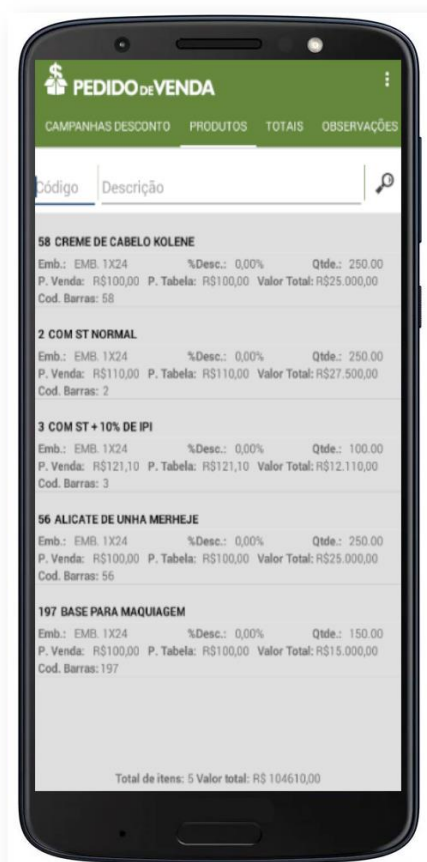 PEDIDO DE VENDA
CAMPANHAS DESCONTO PRODUTOS TOTAIS OBSERVAÇÕES
Código Descrição
58 CREME DE CABELO KOLENE
Emb.: EMB. 1X24 %Desc.: 0,00% Qtde.: 250.00
P. Venda: R$100,00 P. Tabela: R$100,00 Valor Total: R$25.000,00
Cod. Barras: 58
2 COM ST NORMAL
Emb.: EMB. 1X24 %Desc.: 0,00% Qtde.: 250.00
P. Venda: R$110,00 P. Tabela: R$110,00 Valor Total: R$27.500,00
Cod. Barras: 2
3 COM ST + 10% DE IPI
Emb.: EMB. 1X24 %Desc.: 0,00% Qtde.: 100.00
P. Venda: R$121,10 P. Tabela: R$121,10 Valor Total: R$12.110,00
Cod. Barras: 3
56 ALICATE DE UNHA MERHEJE
Emb.: EMB. 1X24 %Desc.: 0,00% Qtde.: 250.00
P. Venda: R$100,00 P. Tabela: R$100,00 Valor Total: R$25.000,00
Cod. Barras: 56
197 BASE PARA MAQUIAGEM
Emb.: EMB. 1X24 %Desc.: 0,00% Qtde.: 150.00
P. Venda: R$100,00 P. Tabela: R$100,00 Valor Total: R$15.000,00
Cod. Barras: 197
Total de itens: 5 Valor total: R$ 104610,00